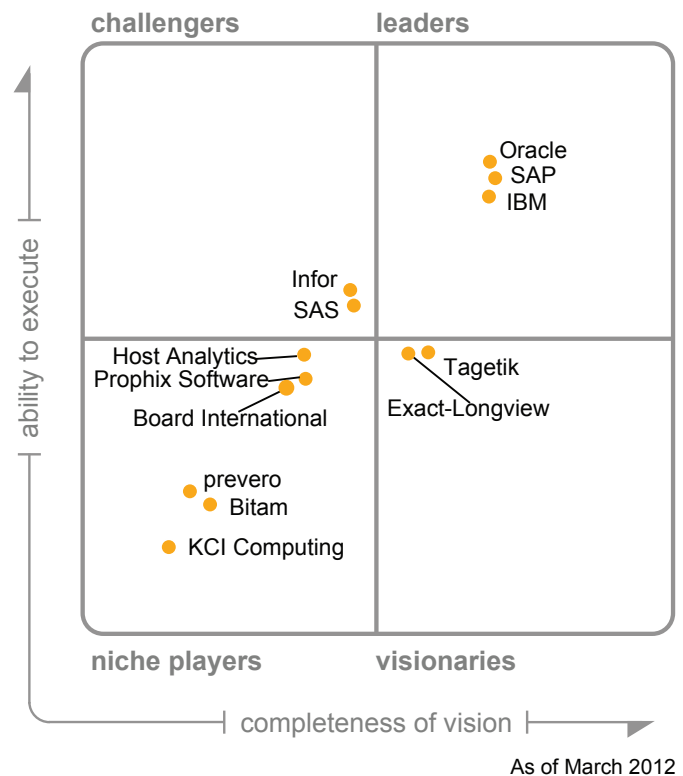 challengers
leaders
Oracle
SAP
IBM
Infor
SAS
Host Analytics
Prophix Software
Board International
Tagetik
Exact-Longview
prevero
Bitam
KCI Computing
niche players
visionaries
ability to execute
completeness of vision
As of March 2012